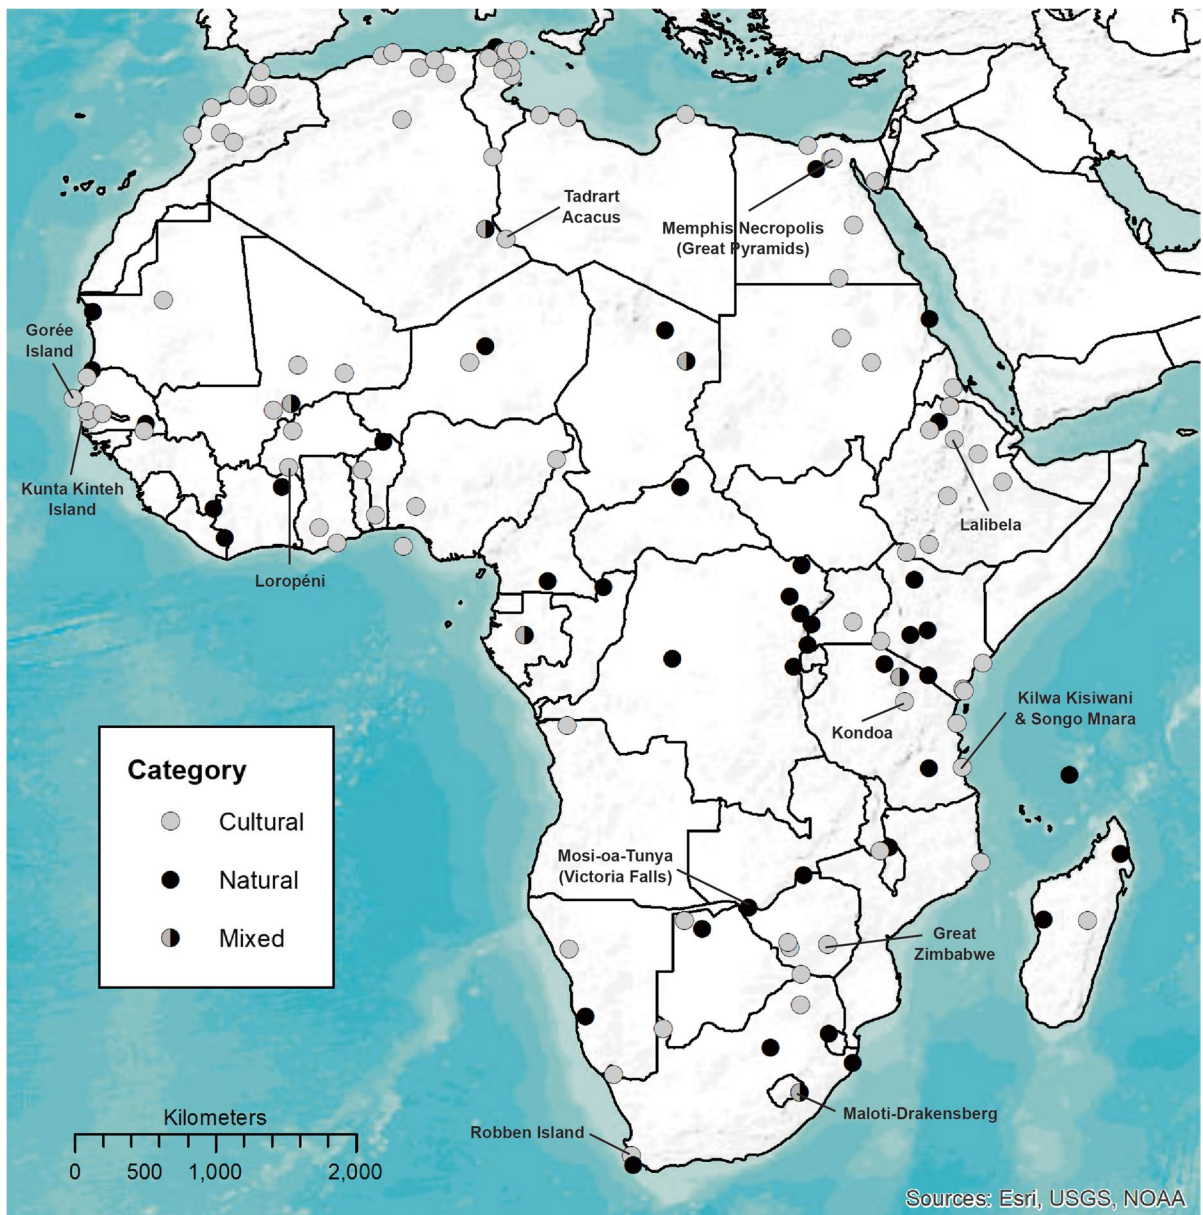 Tadrart
Acacus
Memphis Necropolis
(Great Pyramids)
Gorée
Island
Kunta Kinteh
Island
Lalibela
Loropéni
Kilwa Kisiwani
& Songo Mnara
Kondoa
Category
Cultural
Natural
Mixed
Mosi-oa-Tunya
(Victoria Falls)
Great
Zimbabwe
Maloti-Drakensberg
Robben Island
Kilometers
0 500 1,000 2,000
Sources: Esri, USGS, NOAA